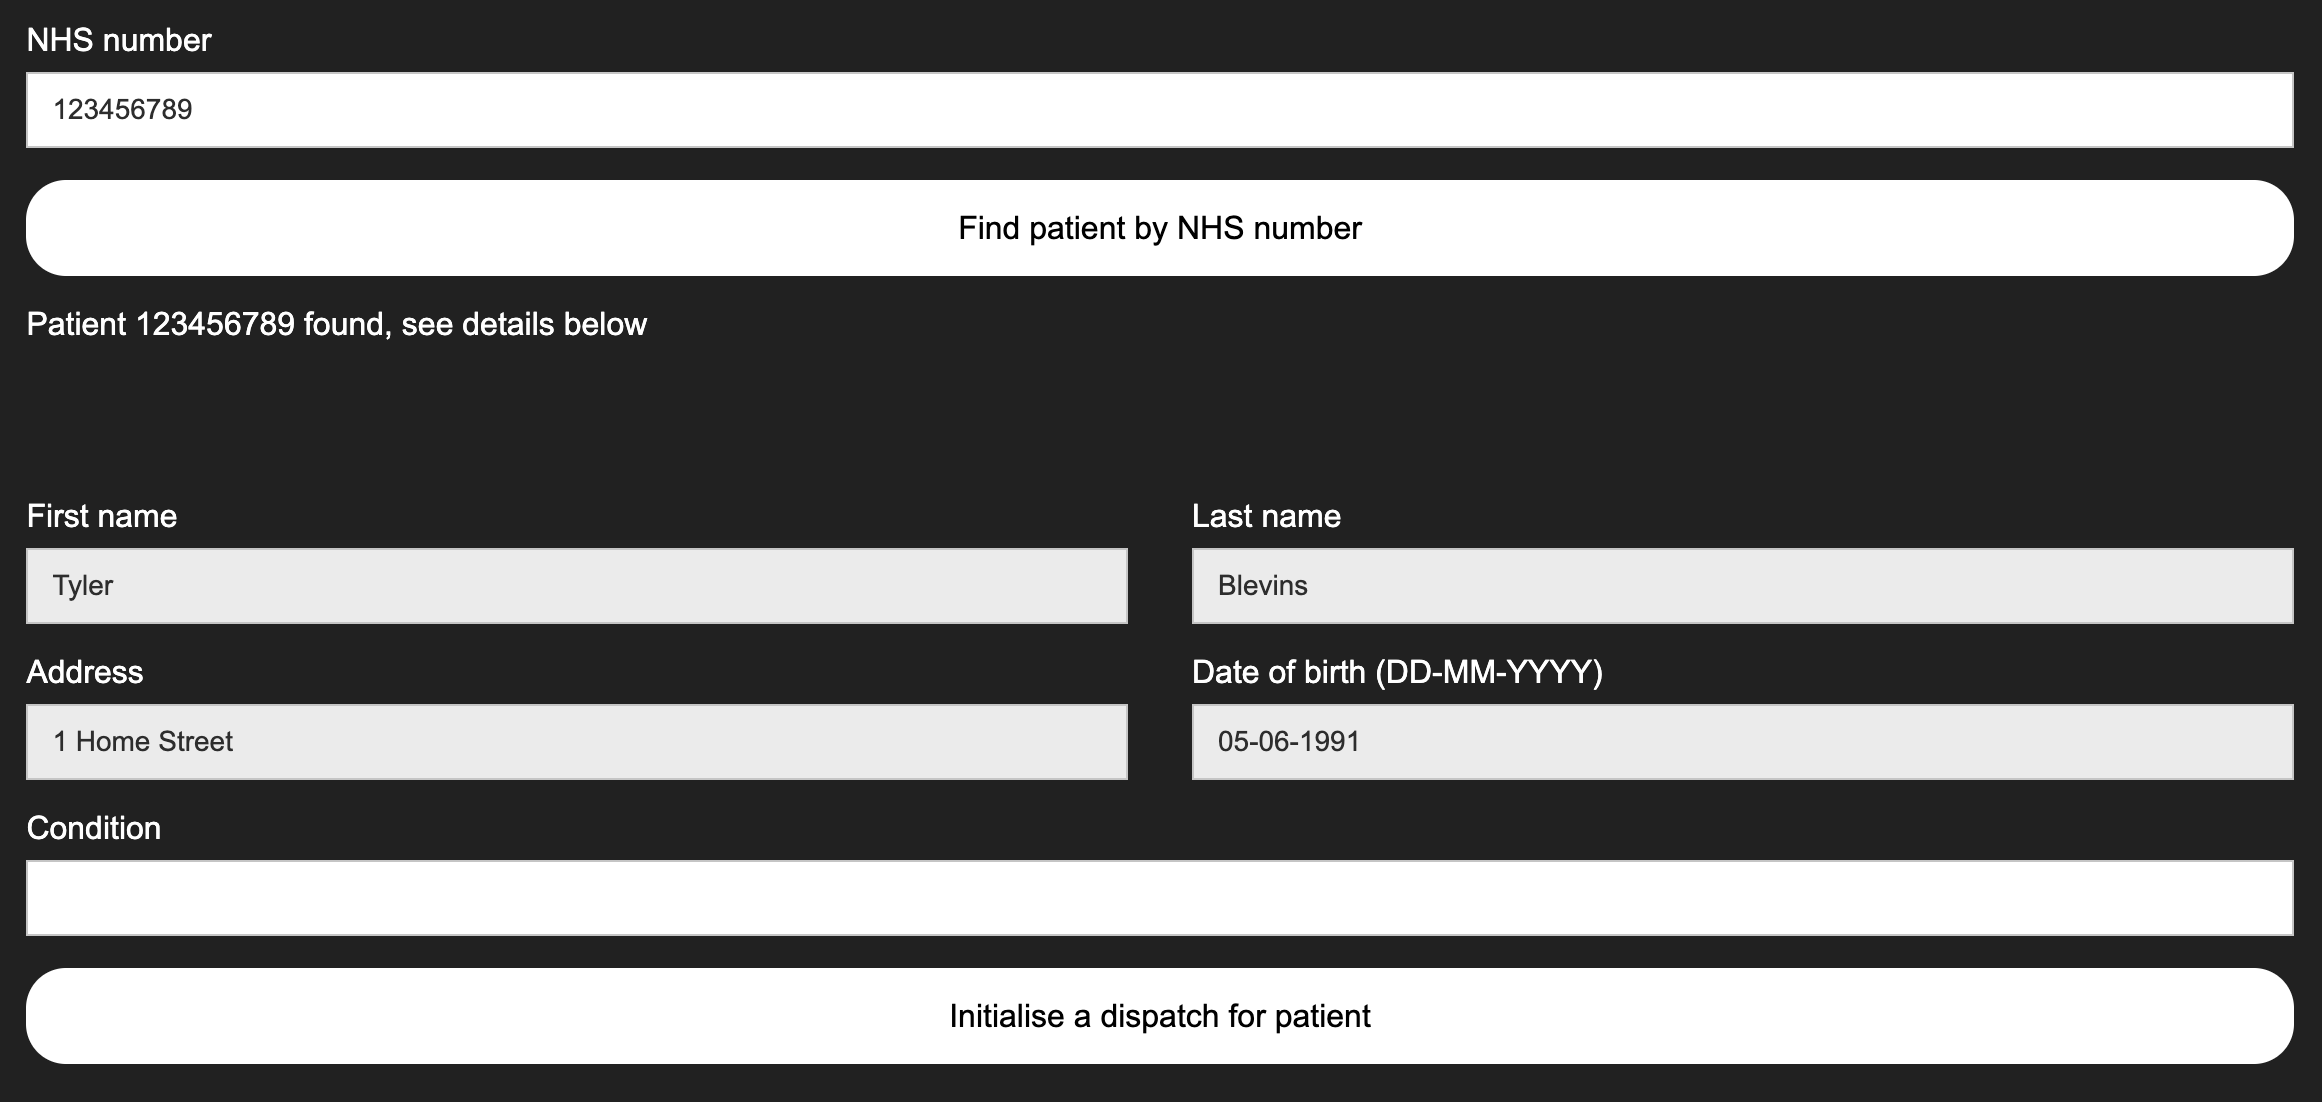 NHS number
123456789
Find patient by NHS number
Patient 123456789 found, see details below
First name
Last name
Tyler
Blevins
Address
Date of birth (DD-MM-YYYY)
1 Home Street
05-06-1991
Condition
Initialise a dispatch for patient